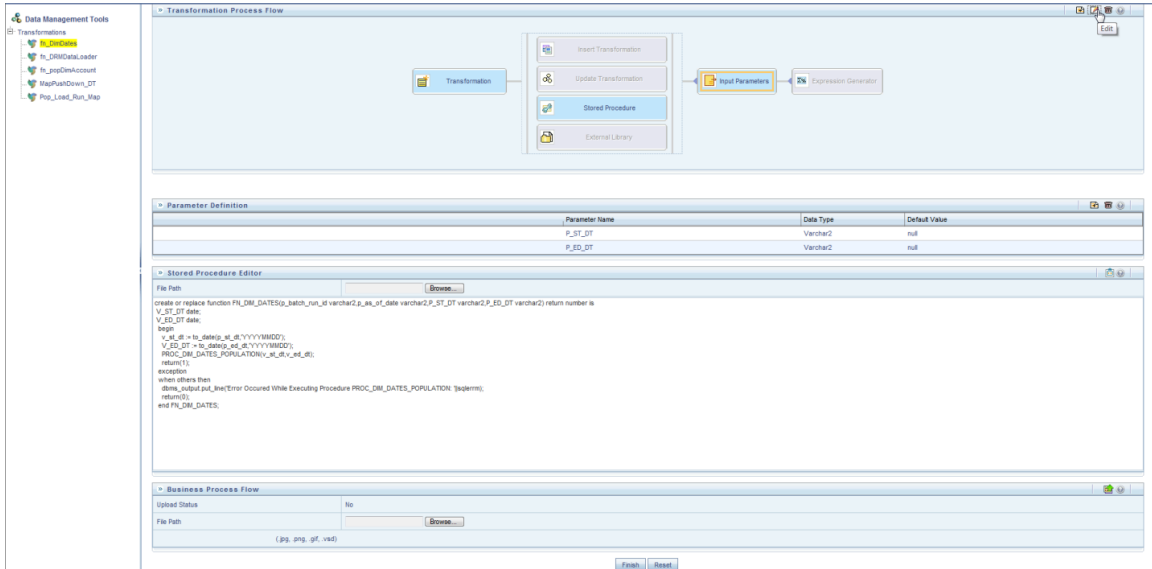 Data Management Tools
Transformations
fn_DimDates
fn_DRMDataLoader
fn_popDimAccount
MapPushDown_DT
Pop_Load_Run_Map
» Transformation Process Flow
Edit
Transformation
Insert Transformation
Update Transformation
Stored Procedure
External Library
Input Parameters
Expression Generator
» Parameter Definition
Parameter Name Data Type Default Value
P_ST_DT Varchar2 null
P_ED_DT Varchar2 null
» Stored Procedure Editor
File Path Browse...
create or replace function FN_DIM_DATES(p_batch_run_id varchar2,p_as_of_date varchar2,P_ST_DT varchar2,P_ED_DT varchar2) return number is
V_ST_DT date;
V_ED_DT date;
begin
v_st_dt := to_date(p_st_dt,'YYYYMMDD');
V_ED_DT := to_date(p_ed_dt,'YYYYMMDD');
PROC_DIM_DATES_POPULATION(v_st_dt,v_ed_dt);
return(1);
exception
when others then
dbms_output.put_line('Error Occured While Executing Procedure PROC_DIM_DATES_POPULATION: '||sqlerrm);
return(0);
end FN_DIM_DATES;
» Business Process Flow
Upload Status No
File Path Browse...
(.jpg, .png, .gif, .vsd)
Finish Reset